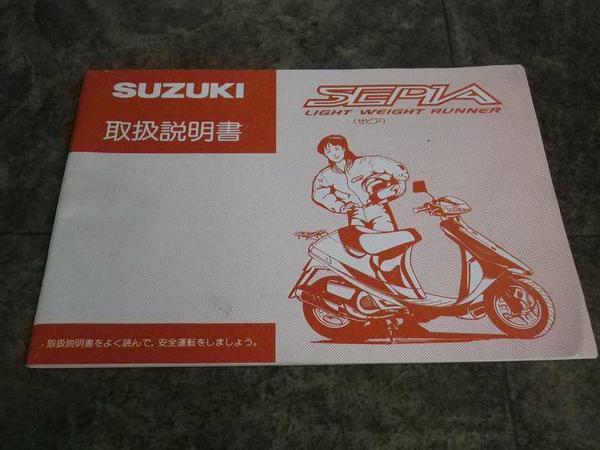 SUZUKI
取扱説明書
SEPIA
LIGHT WEIGHT RUNNER
(セピア)
取扱説明書をよく読んで,安全運転をしましょう。